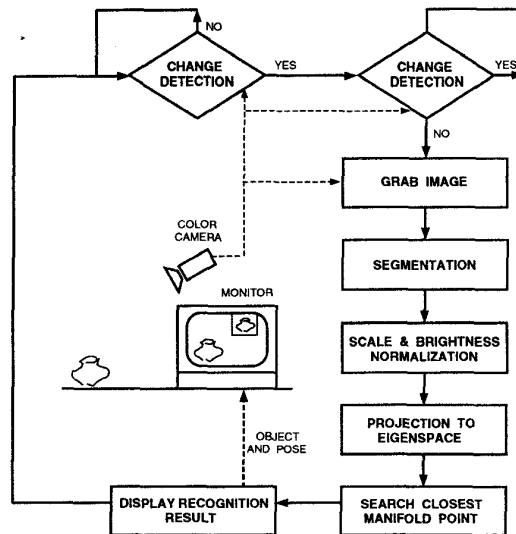 NO
CHANGE
DETECTION
YES
CHANGE
DETECTION
YES
NO
GRAB IMAGE
COLOR
CAMERA
SEGMENTATION
MONITOR
SCALE & BRIGHTNESS
NORMALIZATION
PROJECTION TO
EIGENSPACE
OBJECT
AND POSE
DISPLAY RECOGNITION
RESULT
SEARCH CLOSEST
MANIFOLD POINT